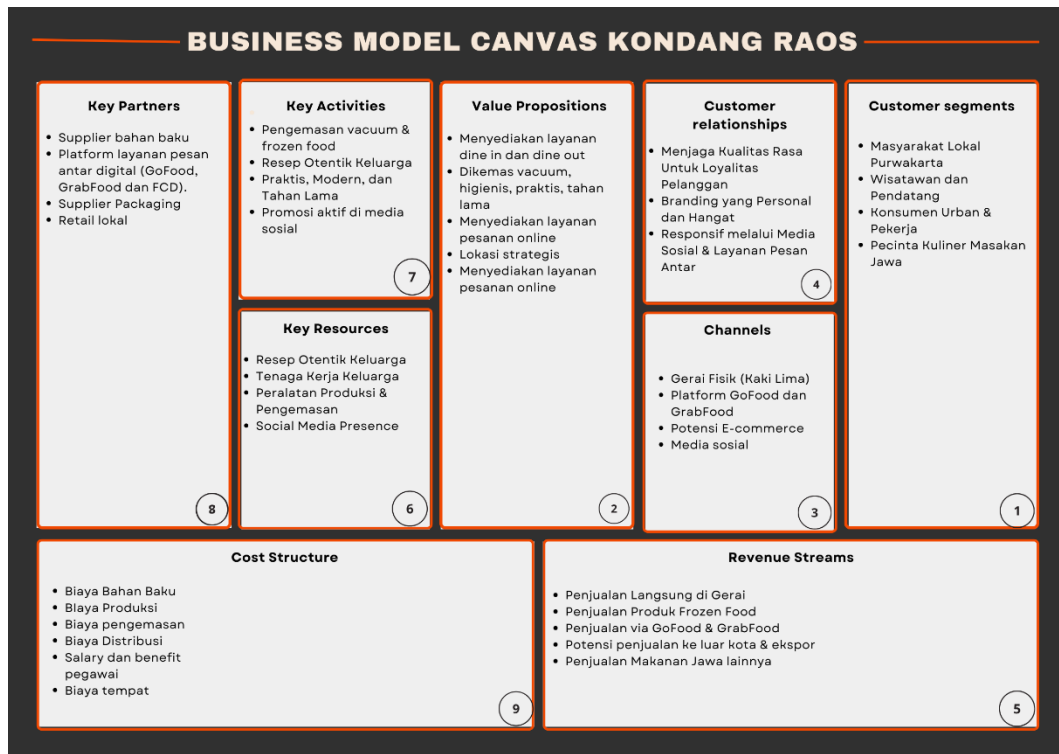 BUSINESS MODEL CANVAS KONDANG RAOS
Key Partners
• Supplier bahan baku
• Platform layanan pesan
antar digital (GoFood,
GrabFood dan FCD).
• Supplier Packaging
• Retail lokal
8
Key Activities
• Pengemasan vacuum &
frozen food
• Resep Otentik Keluarga
• Praktis, Modern, dan
Tahan Lama
• Promosi aktif di media
sosial
7
Key Resources
• Resep Otentik Keluarga
• Tenaga Kerja Keluarga
• Peralatan Produksi &
Pengemasan
• Social Media Presence
6
Value Propositions
• Menyediakan layanan
dine in dan dine out
• Dikemas vacuum,
higienis, praktis, tahan
lama
• Menyediakan layanan
pesanan online
• Lokasi strategis
• Menyediakan layanan
pesanan online
2
Customer
relationships
• Menjaga Kualitas Rasa
Untuk Loyalitas
Pelanggan
• Branding yang Personal
dan Hangat
• Responsif melalui Media
Sosial & Layanan Pesan
Antar
4
Channels
• Gerai Fisik (Kaki Lima)
• Platform GoFood dan
GrabFood
• Potensi E-commerce
• Media sosial
3
Customer segments
• Masyarakat Lokal
Purwakarta
• Wisatawan dan
Pendatang
• Konsumen Urban &
Pekerja
• Pecinta Kuliner Masakan
Jawa
1
Cost Structure
• Biaya Bahan Baku
• BIaya Produksi
• Biaya pengemasan
• Biaya Distribusi
• Salary dan benefit
pegawai
• Biaya tempat
9
Revenue Streams
• Penjualan Langsung di Gerai
• Penjualan Produk Frozen Food
• Penjualan via GoFood & GrabFood
• Potensi penjualan ke luar kota & ekspor
• Penjualan Makanan Jawa lainnya
5